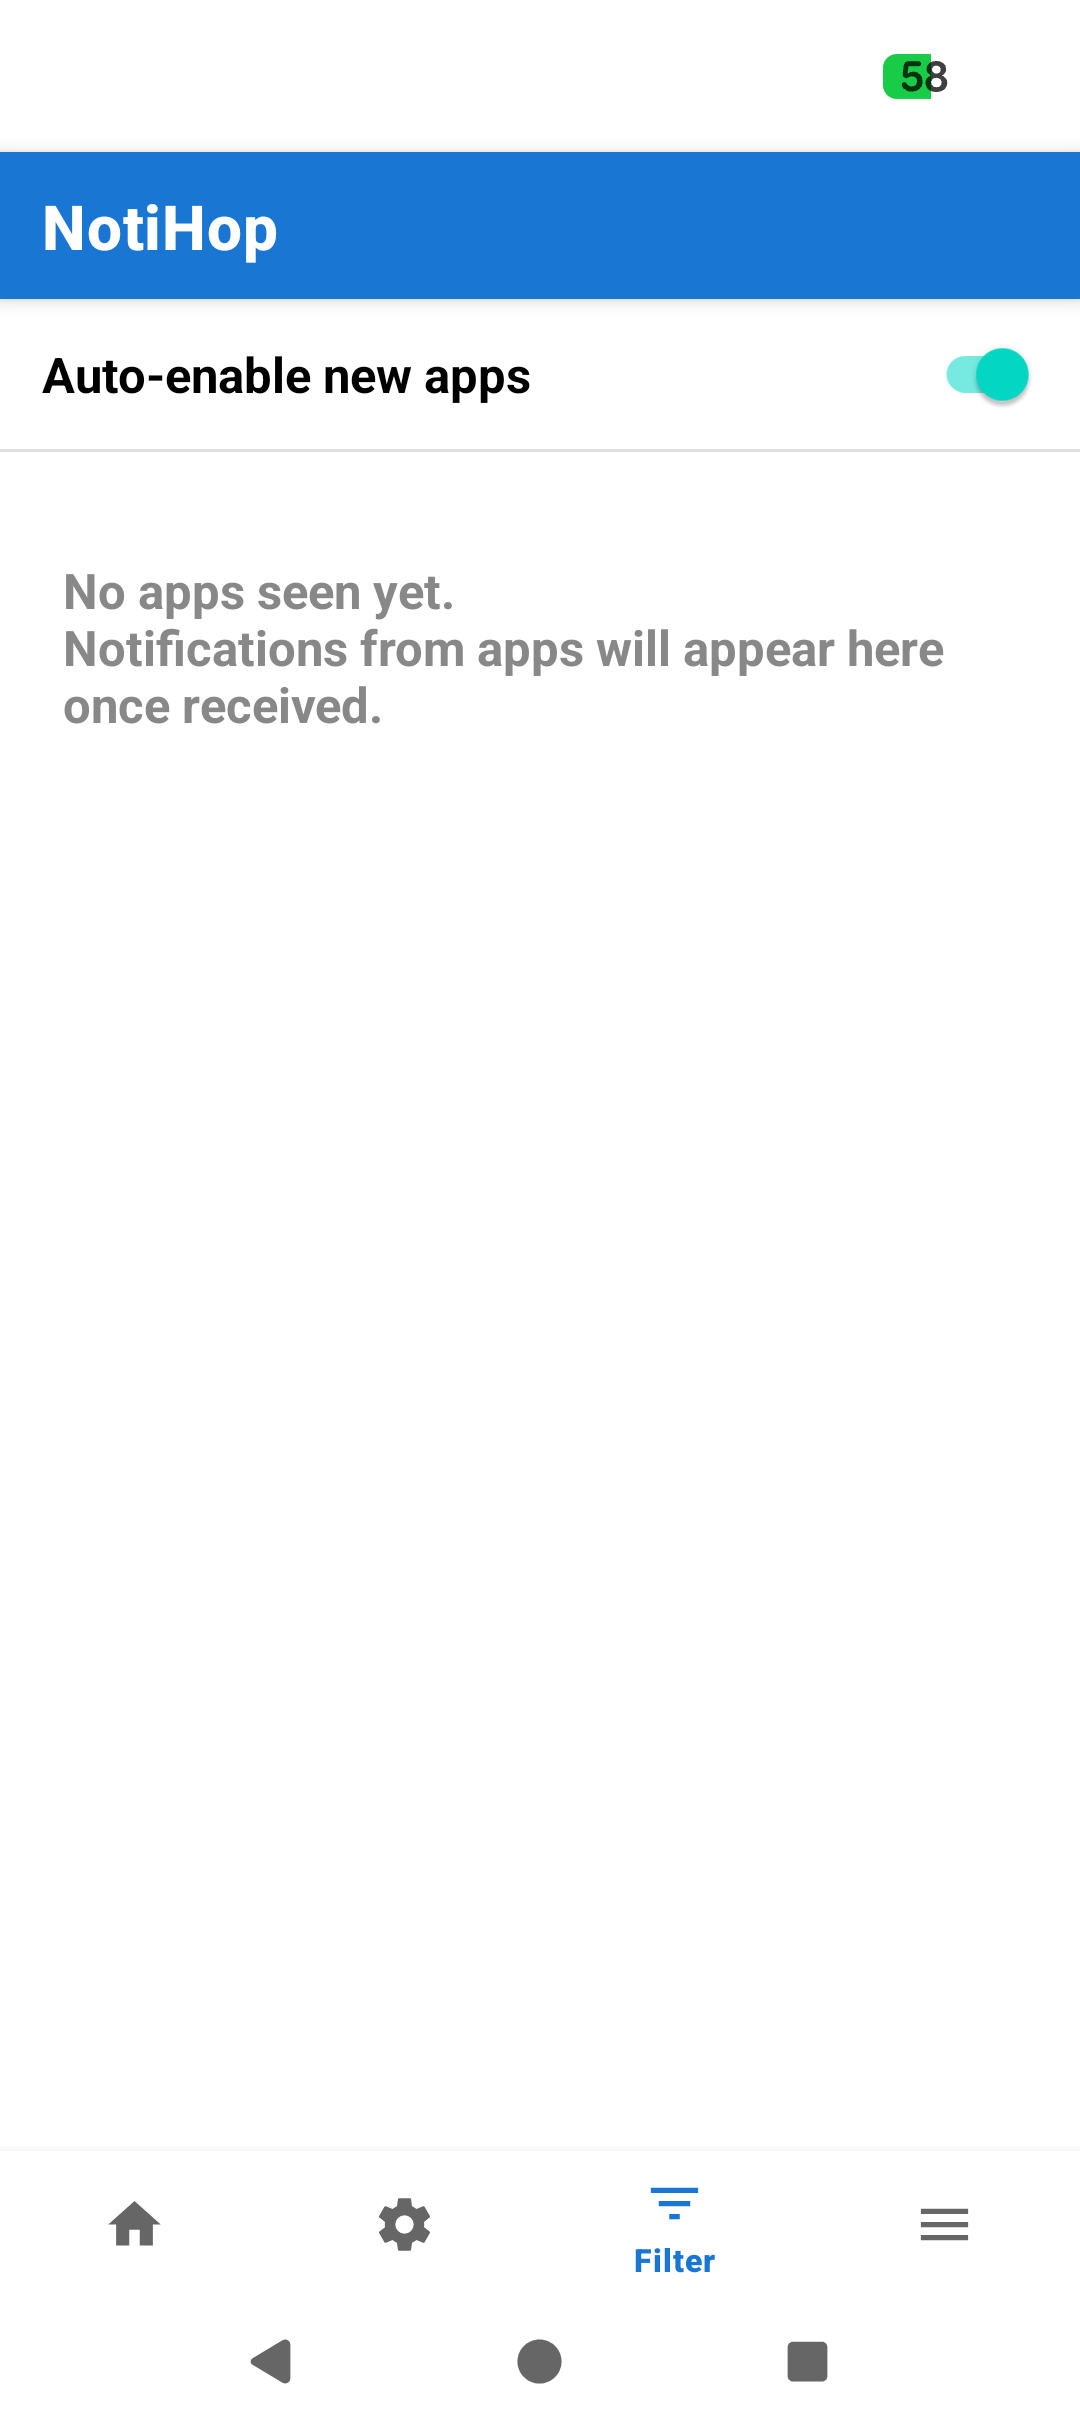 58
NotiHop
Auto-enable new apps
No apps seen yet.
Notifications from apps will appear here
once received.
Filter